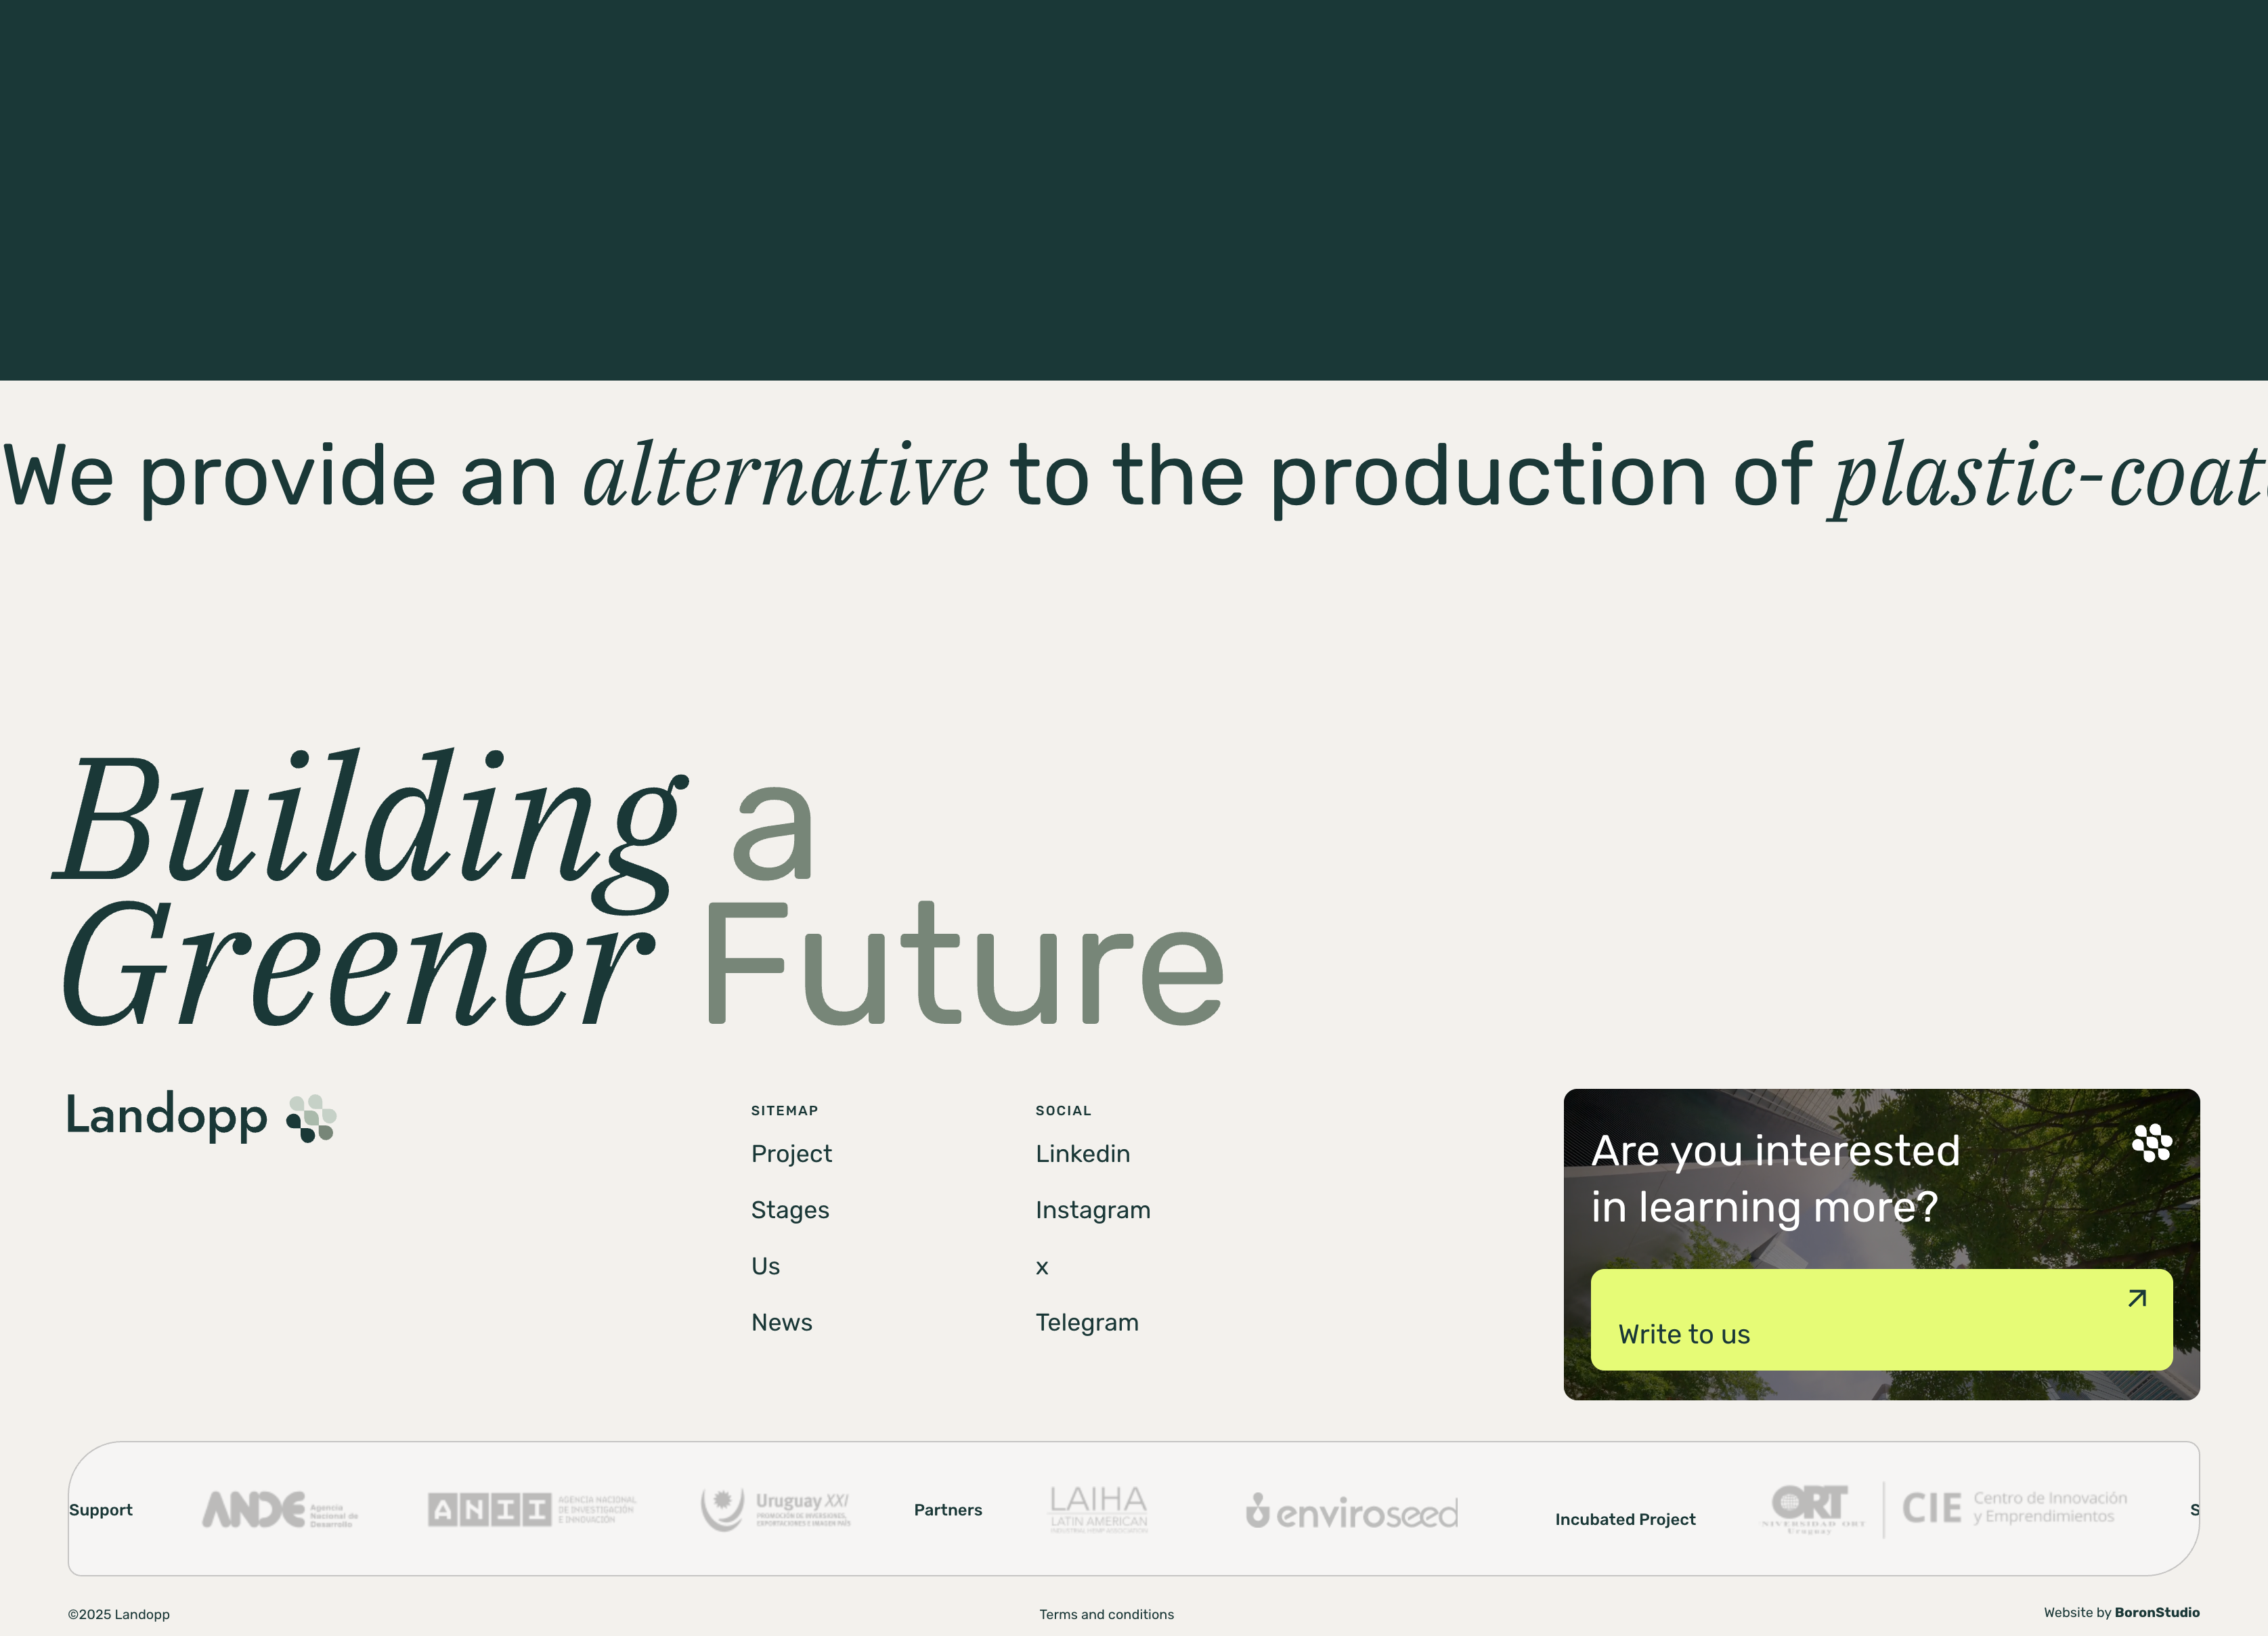 We provide an alternative to the production of plastic-coat
Building a
Greener Future
Landopp
SITEMAP
Project
Stages
Us
News
SOCIAL
Linkedin
Instagram
x
Telegram
Are you interested
in learning more?
Write to us
Support
ANDE
Agencia
Nacional de
Desarrollo
ANII
AGENCIA NACIONAL
DE INVESTIGACIÓN
E INNOVACIÓN
Uruguay XXI
PROMOCIÓN DE INVERSIONES,
EXPORTACIONES E IMAGEN PAÍS
Partners
LAIHA
LATIN AMERICAN
INDUSTRIAL HEMP ASSOCIATION
enviroseed
Incubated Project
ORT
UNIVERSIDAD ORT
Uruguay
CIE
Centro de Innovación
y Emprendimientos
S
©2025 Landopp
Terms and conditions
Website by BoronStudio